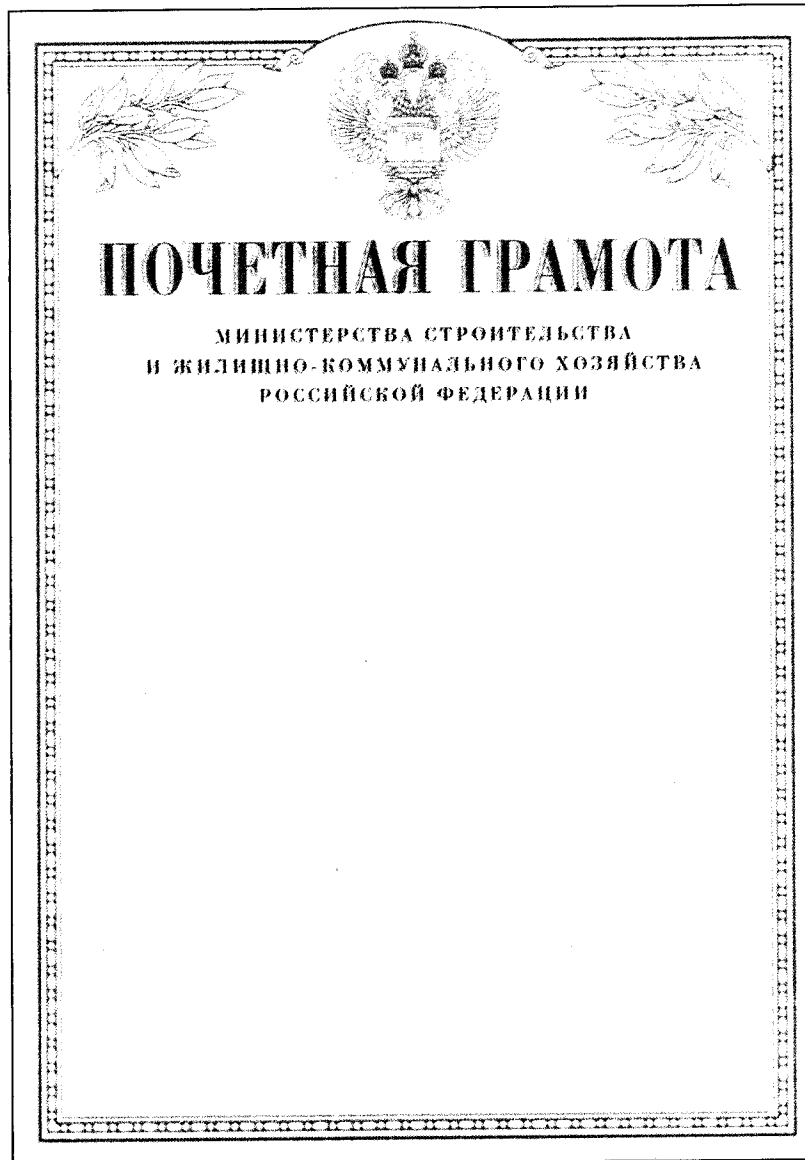 ПОЧЕТНАЯ ГРАМОТА
МИНИСТЕРСТВА СТРОИТЕЛЬСТВА
И ЖИЛИЩНО-КОММУНАЛЬНОГО ХОЗЯЙСТВА
РОССИЙСКОЙ ФЕДЕРАЦИИ